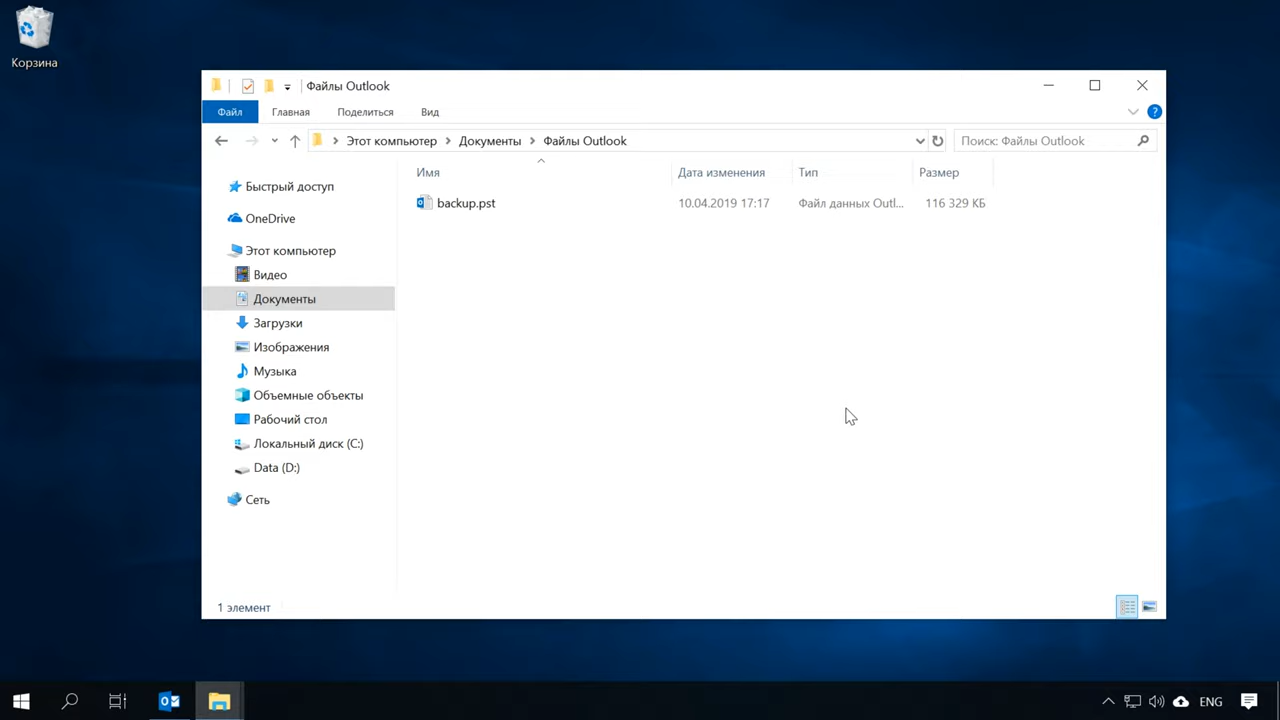 Корзина
Файлы Outlook
Файл Главная Поделиться Вид
Этот компьютер Документы Файлы Outlook
Поиск: Файлы Outlook
Имя Дата изменения Тип Размер
backup.pst 10.04.2019 17:17 Файл данных Outl... 116 329 КБ
Быстрый доступ
OneDrive
Этот компьютер
Видео
Документы
Загрузки
Изображения
Музыка
Объемные объекты
Рабочий стол
Локальный диск (C:)
Data (D:)
Сеть
1 элемент
ENG